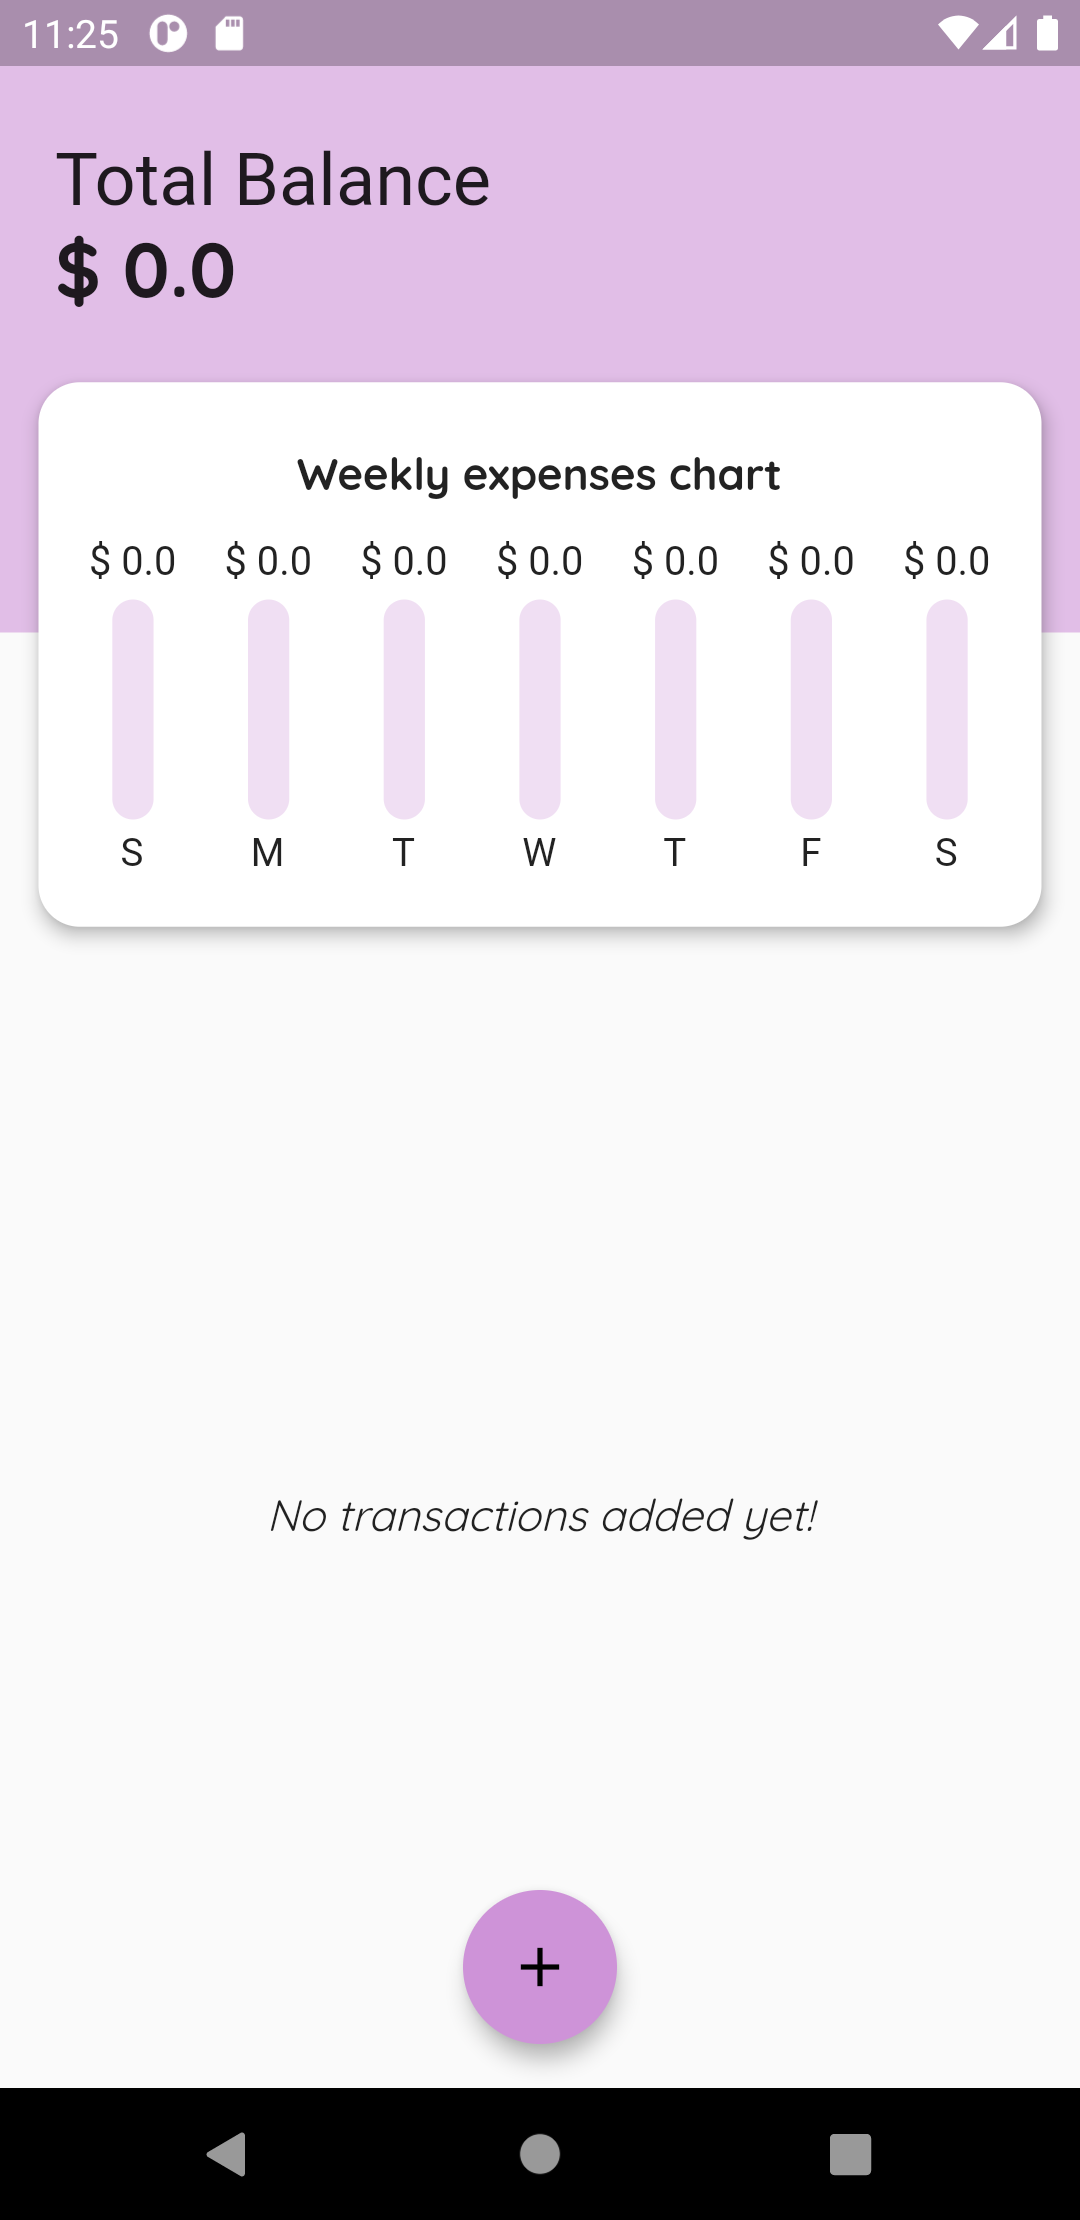 11:25
Total Balance
$ 0.0
Weekly expenses chart
$ 0.0 $ 0.0 $ 0.0 $ 0.0 $ 0.0 $ 0.0 $ 0.0
S M T W T F S
No transactions added yet!
+